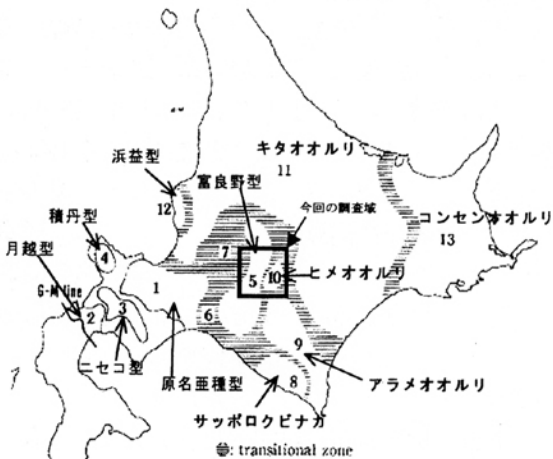 キタオオルリ
11
浜益型
富良野型
今回の調査域
12
コンセンオオルリ
13
積丹型
4
7
月越型
5
10
ヒメオオルリ
G-M line
1
2
3
6
9
ニセコ型
原名亜種型
8
アラメオオルリ
サッポロクビナガ
: transitional zone